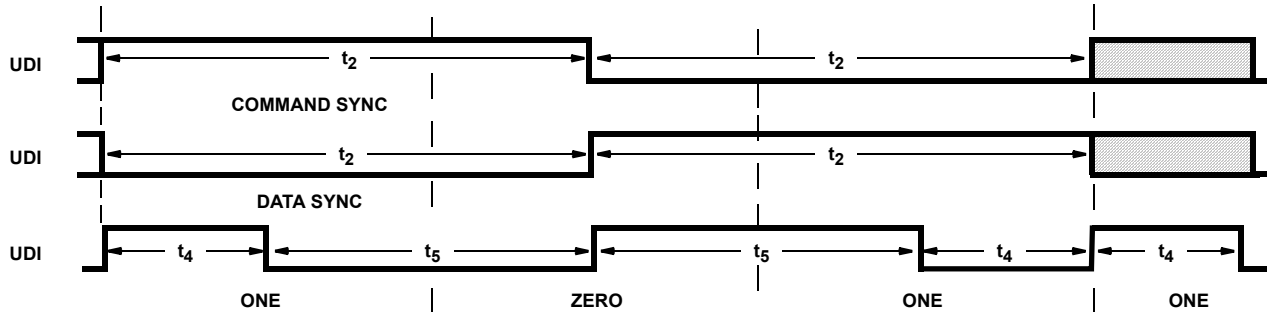 UDI t2 t2
COMMAND SYNC
UDI t2 t2
DATA SYNC
UDI t4 t5 t5 t4 t4
ONE ZERO ONE ONE